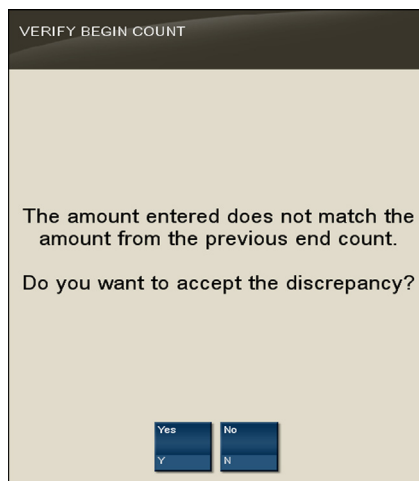 VERIFY BEGIN COUNT
The amount entered does not match the
amount from the previous end count.
Do you want to accept the discrepancy?
Yes No
Y N